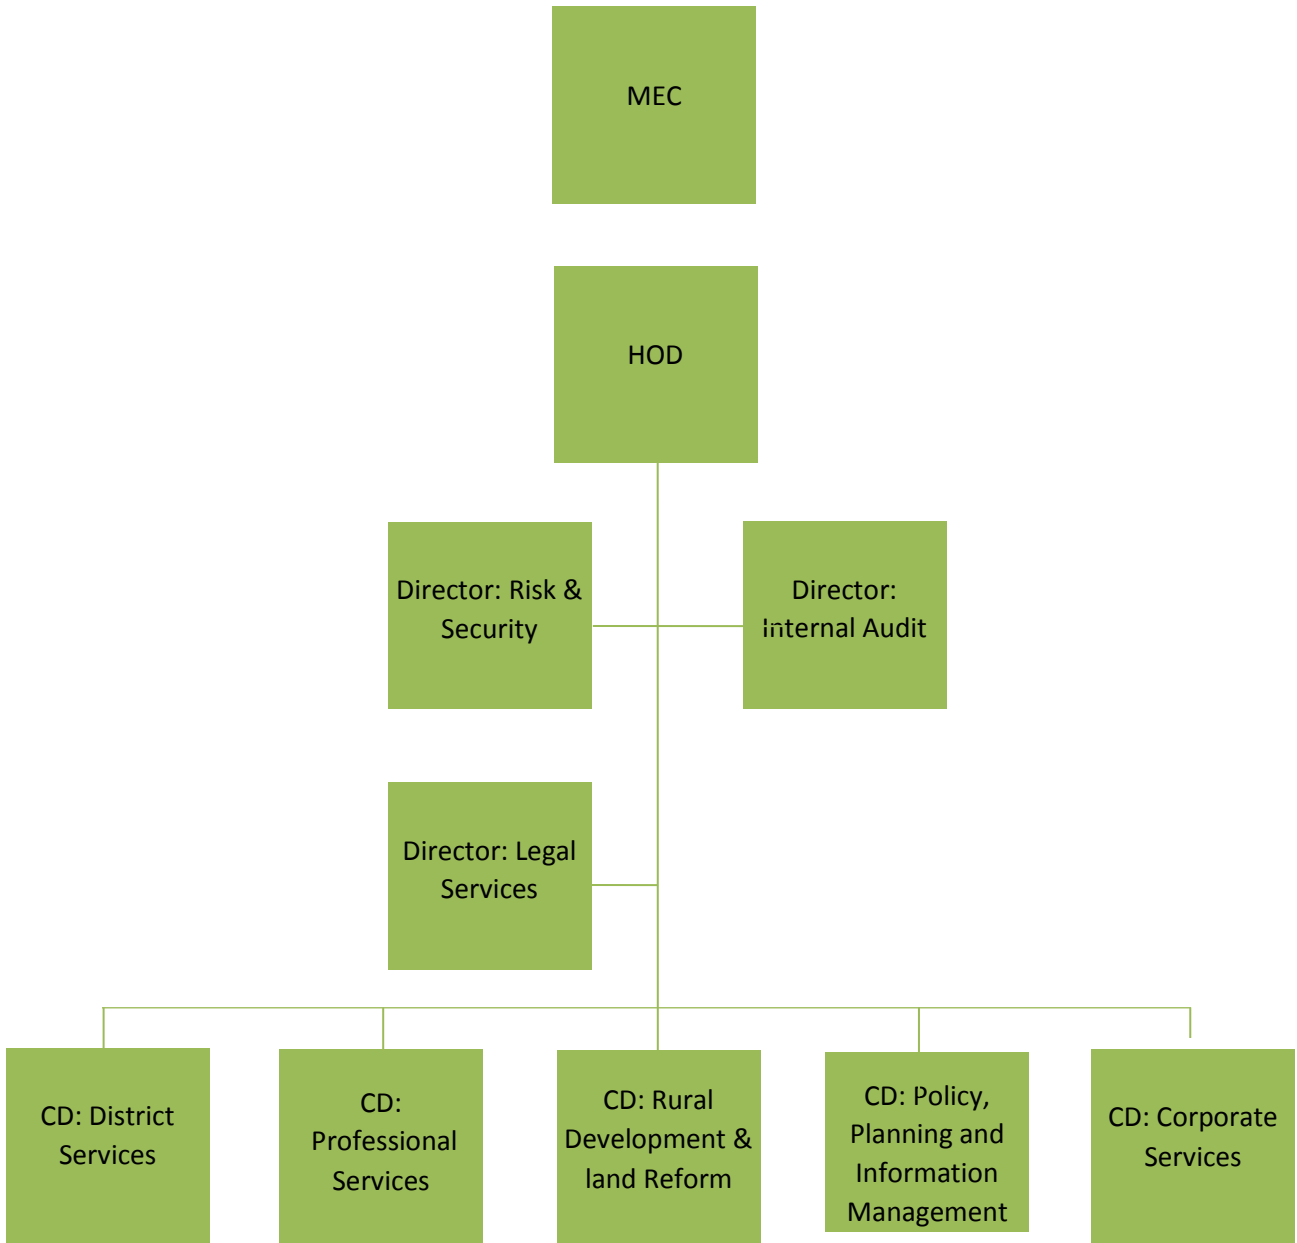 MEC
HOD
Director: Risk &
Security
Director:
Internal Audit
Director: Legal
Services
CD: District
Services
CD:
Professional
Services
CD: Rural
Development &
land Reform
CD: Policy,
Planning and
Information
Management
CD: Corporate
Services